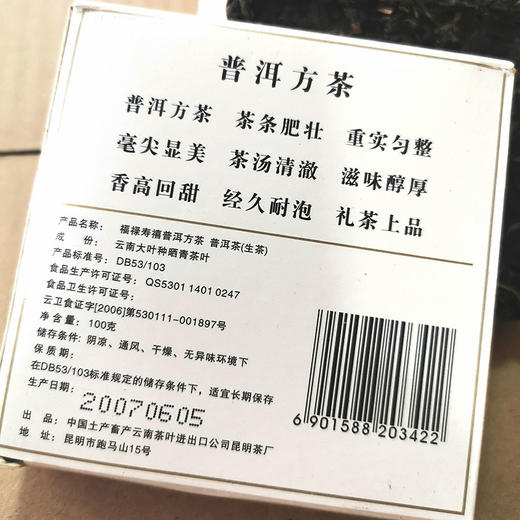 普洱方茶
普洱方茶 茶条肥壮 重实匀整
毫尖显美 茶汤清澈 滋味醇厚
香高回甜 经久耐泡 礼茶上品
产品名称: 福禄寿禧普洱方茶 普洱茶(生茶)
成 份: 云南大叶种晒青茶叶
产品标准号: DB53/103
食品生产许可证号: QS5301 1401 0247
食品卫生许可证号:
云卫食证字[2006]第530111-001897号
净含量: 100克
储存条件: 阴凉、通风、干燥、无异味环境下
保质期:
在DB53/103标准规定的储存条件下，适宜长期保存
生产日期: 20070605
出 品: 中国土产畜产云南茶叶进出口公司昆明茶厂
地 址: 昆明市跑马山15号
6 901588 203422